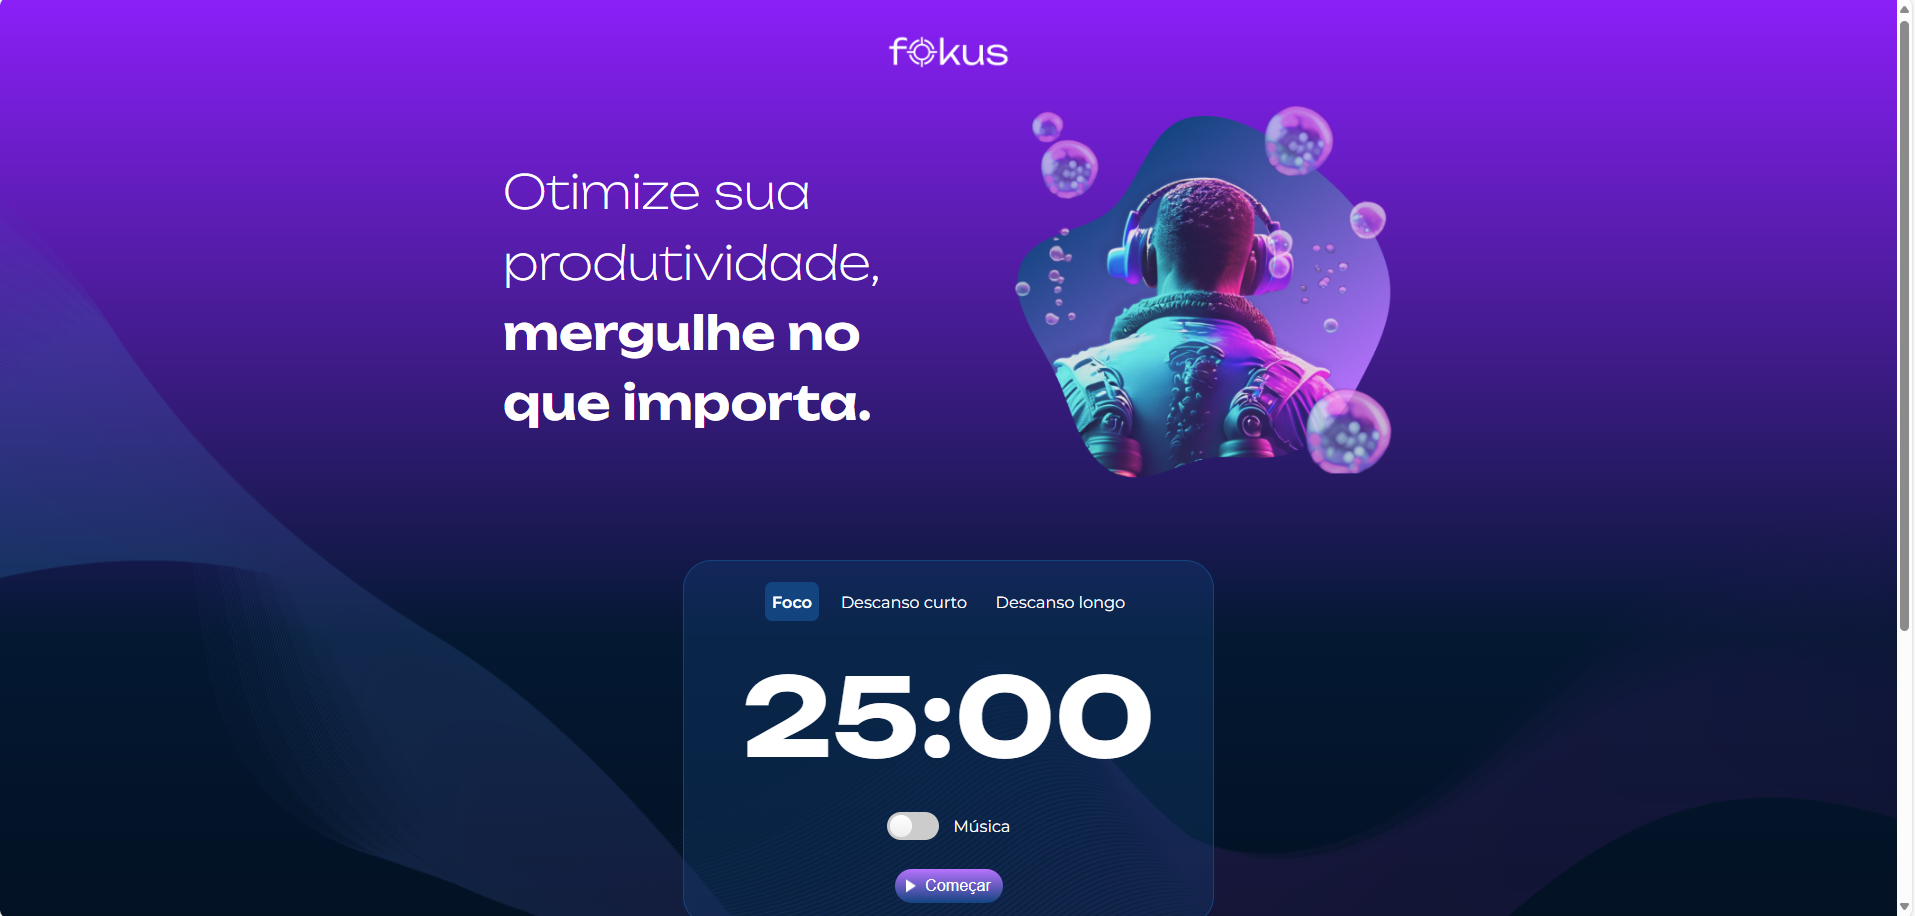 fokus
Otimize sua
produtividade,
mergulhe no
que importa.
Foco Descanso curto Descanso longo
25:00
Música
Começar